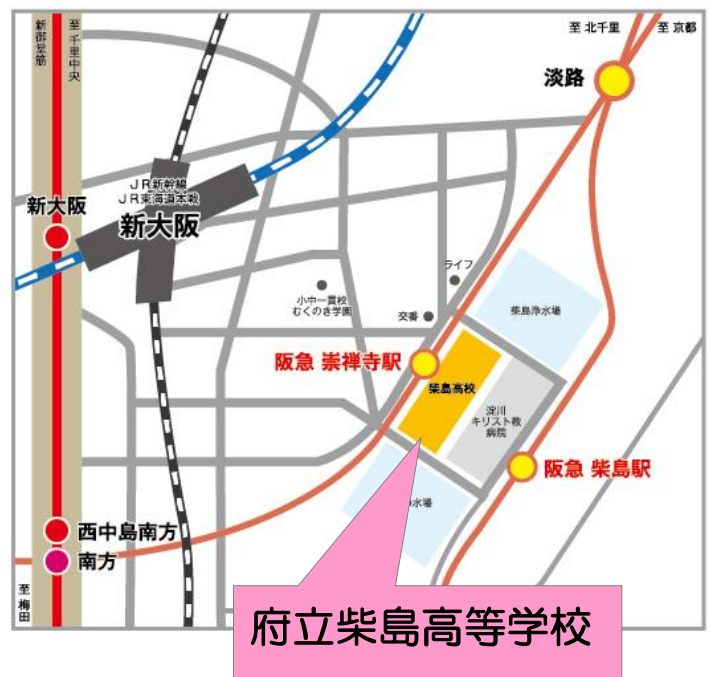 新御堂筋
至 千里中央
至 北千里
至 京都
淡路
新大阪
JR新幹線
JR東海道本線
新大阪
ライフ
小中一貫校
むくのき学園
交番
柴島浄水場
阪急 崇禅寺駅
柴島高校
淀川
キリスト教
病院
阪急 柴島駅
水場
西中島南方
南方
至 梅田
府立柴島高等学校